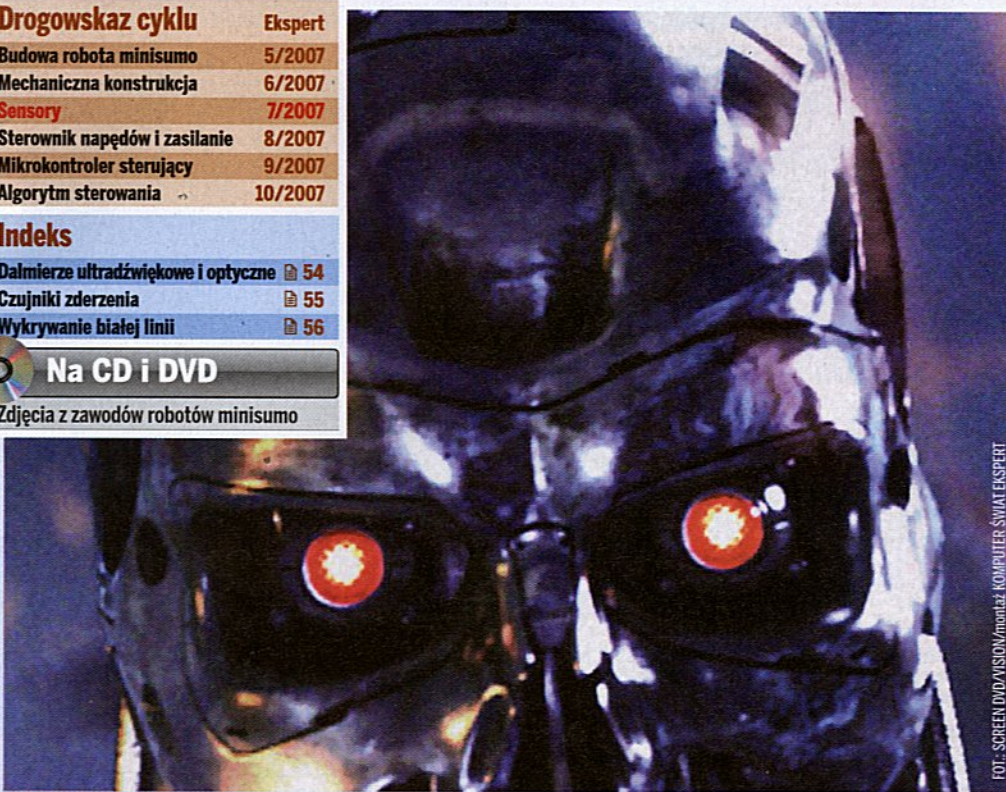 Drogowskaz cyklu Ekspert
Budowa robota minisumo 5/2007
Mechaniczna konstrukcja 6/2007
Sensory 7/2007
Sterownik napędów i zasilanie 8/2007
Mikrokontroler sterujący 9/2007
Algorytm sterowania 10/2007
Indeks
Dalmierze ultradźwiękowe i optyczne 54
Czujniki zderzenia 55
Wykrywanie białej linii 56
Na CD i DVD
Zdjęcia z zawodów robotów minisumo
FOT.: SCREEN DVD/VISION/montaż KOMPUTER ŚWIAT EKSPERT